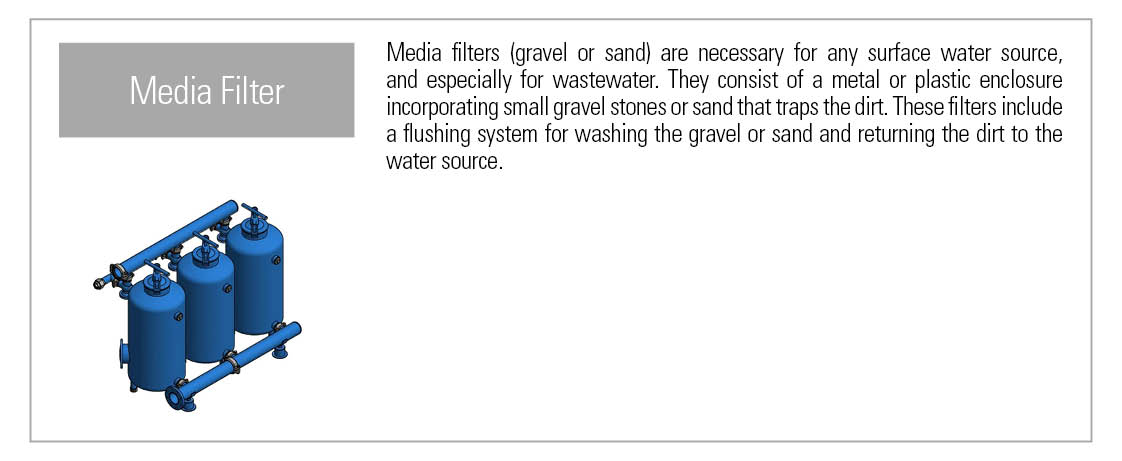 Media Filter
Media filters (gravel or sand) are necessary for any surface water source,
and especially for wastewater. They consist of a metal or plastic enclosure
incorporating small gravel stones or sand that traps the dirt. These filters include
a flushing system for washing the gravel or sand and returning the dirt to the
water source.